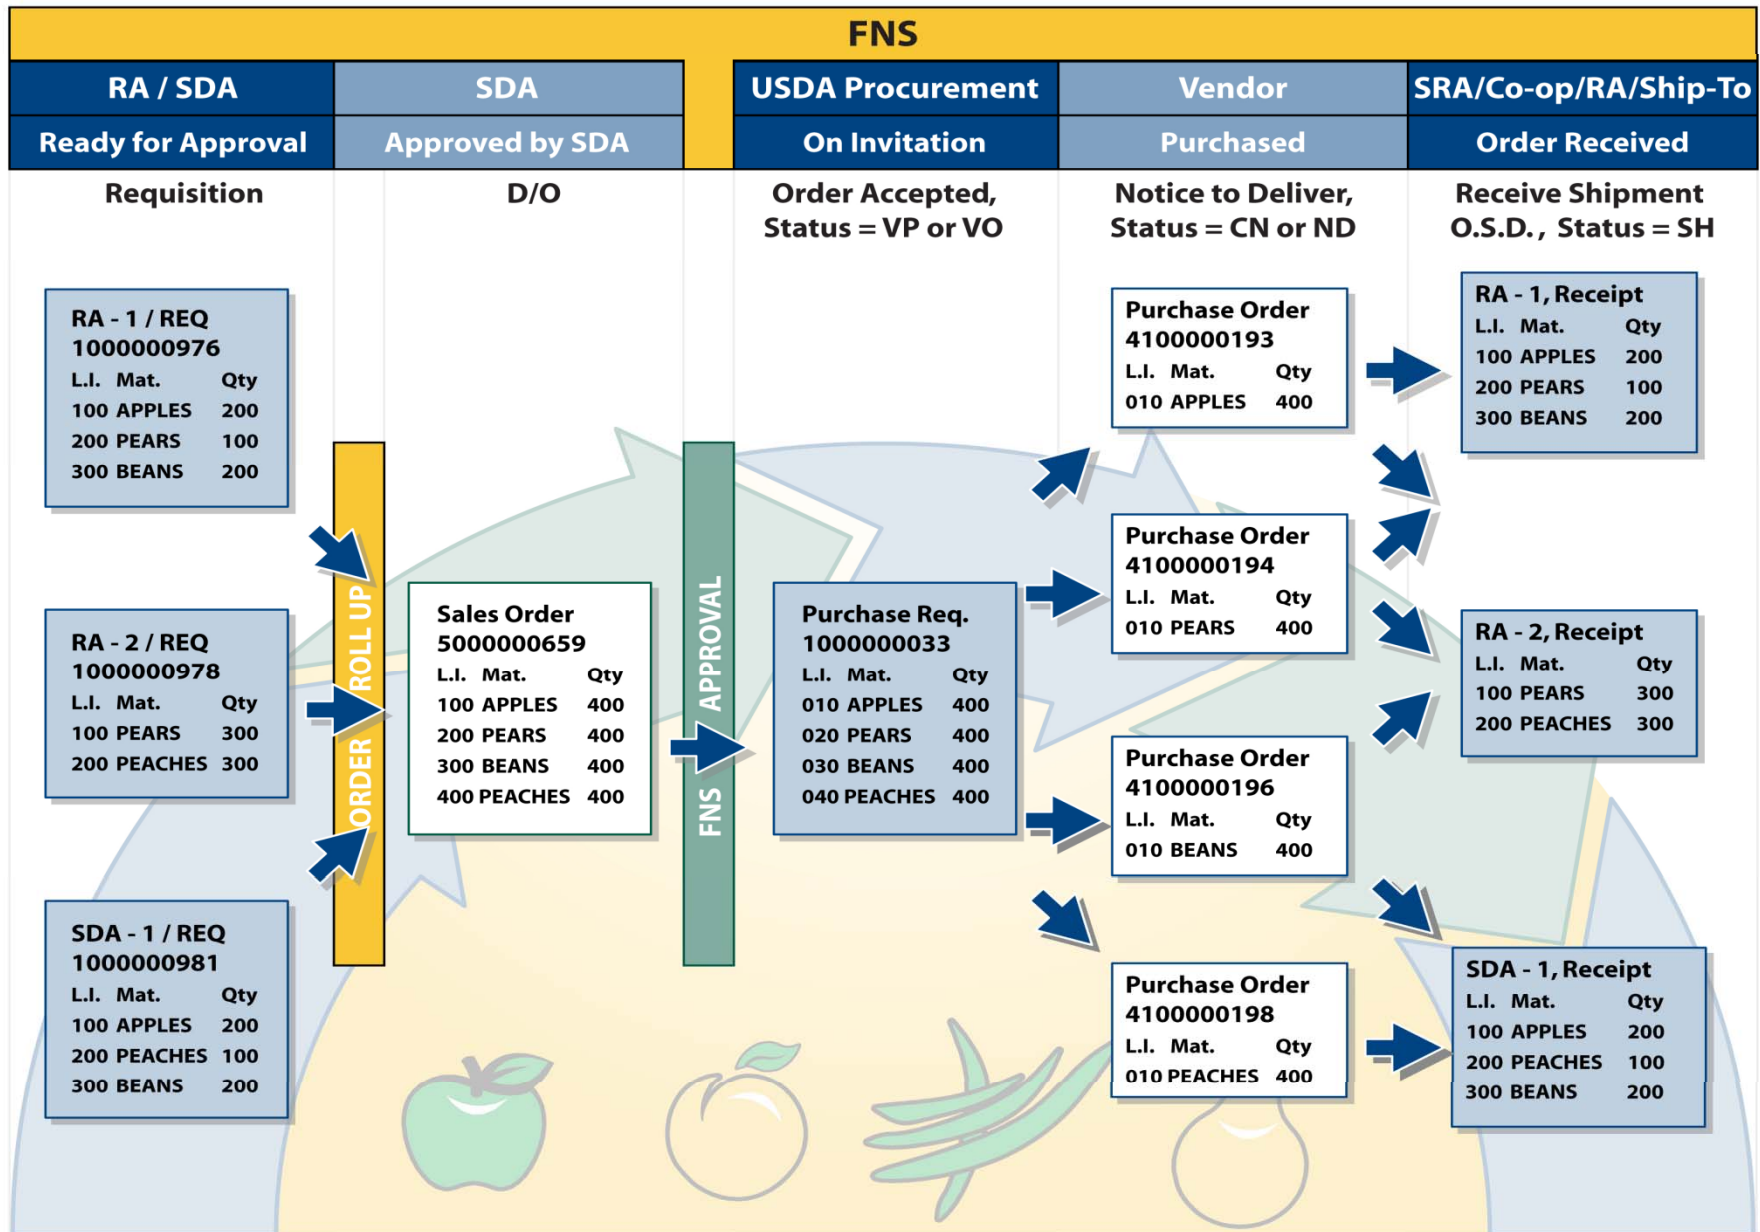 FNS
RA / SDA
SDA
USDA Procurement
Vendor
SRA/Co-op/RA/Ship-To
Ready for Approval
Approved by SDA
On Invitation
Purchased
Order Received
Requisition
D/O
Order Accepted,
Status = VP or VO
Notice to Deliver,
Status = CN or ND
Receive Shipment
O.S.D., Status = SH
RA - 1 / REQ
1000000976
L.I. Mat. Qty
100 APPLES 200
200 PEARS 100
300 BEANS 200
RA - 2 / REQ
1000000978
L.I. Mat. Qty
100 PEARS 300
200 PEACHES 300
SDA - 1 / REQ
1000000981
L.I. Mat. Qty
100 APPLES 200
200 PEACHES 100
300 BEANS 200
ORDER ROLL UP
Sales Order
5000000659
L.I. Mat. Qty
100 APPLES 400
200 PEARS 400
300 BEANS 400
400 PEACHES 400
FNS APPROVAL
Purchase Req.
1000000033
L.I. Mat. Qty
010 APPLES 400
020 PEARS 400
030 BEANS 400
040 PEACHES 400
Purchase Order
4100000193
L.I. Mat. Qty
010 APPLES 400
Purchase Order
4100000194
L.I. Mat. Qty
010 PEARS 400
Purchase Order
4100000196
L.I. Mat. Qty
010 BEANS 400
Purchase Order
4100000198
L.I. Mat. Qty
010 PEACHES 400
RA - 1, Receipt
L.I. Mat. Qty
100 APPLES 200
200 PEARS 100
300 BEANS 200
RA - 2, Receipt
L.I. Mat. Qty
100 PEARS 300
200 PEACHES 300
SDA - 1, Receipt
L.I. Mat. Qty
100 APPLES 200
200 PEACHES 100
300 BEANS 200